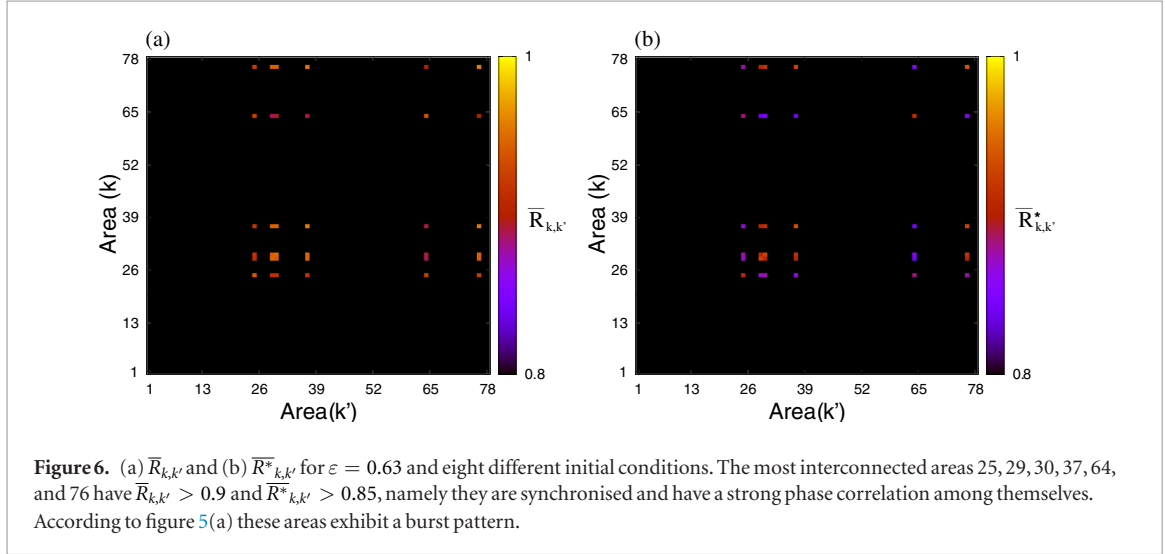 (a)
78
65
52
39
26
13
1
1 13 26 39 52 65 78
Area (k)
Area(k')
1
R̅k,k'
0.8
(b)
78
65
52
39
26
13
1
1 13 26 39 52 65 78
Area (k)
Area(k')
1
R̅*k,k'
0.8
Figure 6. (a) R̅k,k′ and (b) R̅*k,k′ for ε = 0.63 and eight different initial conditions. The most interconnected areas 25, 29, 30, 37, 64,
and 76 have R̅k,k′ > 0.9 and R̅*k,k′ > 0.85, namely they are synchronised and have a strong phase correlation among themselves.
According to figure 5(a) these areas exhibit a burst pattern.